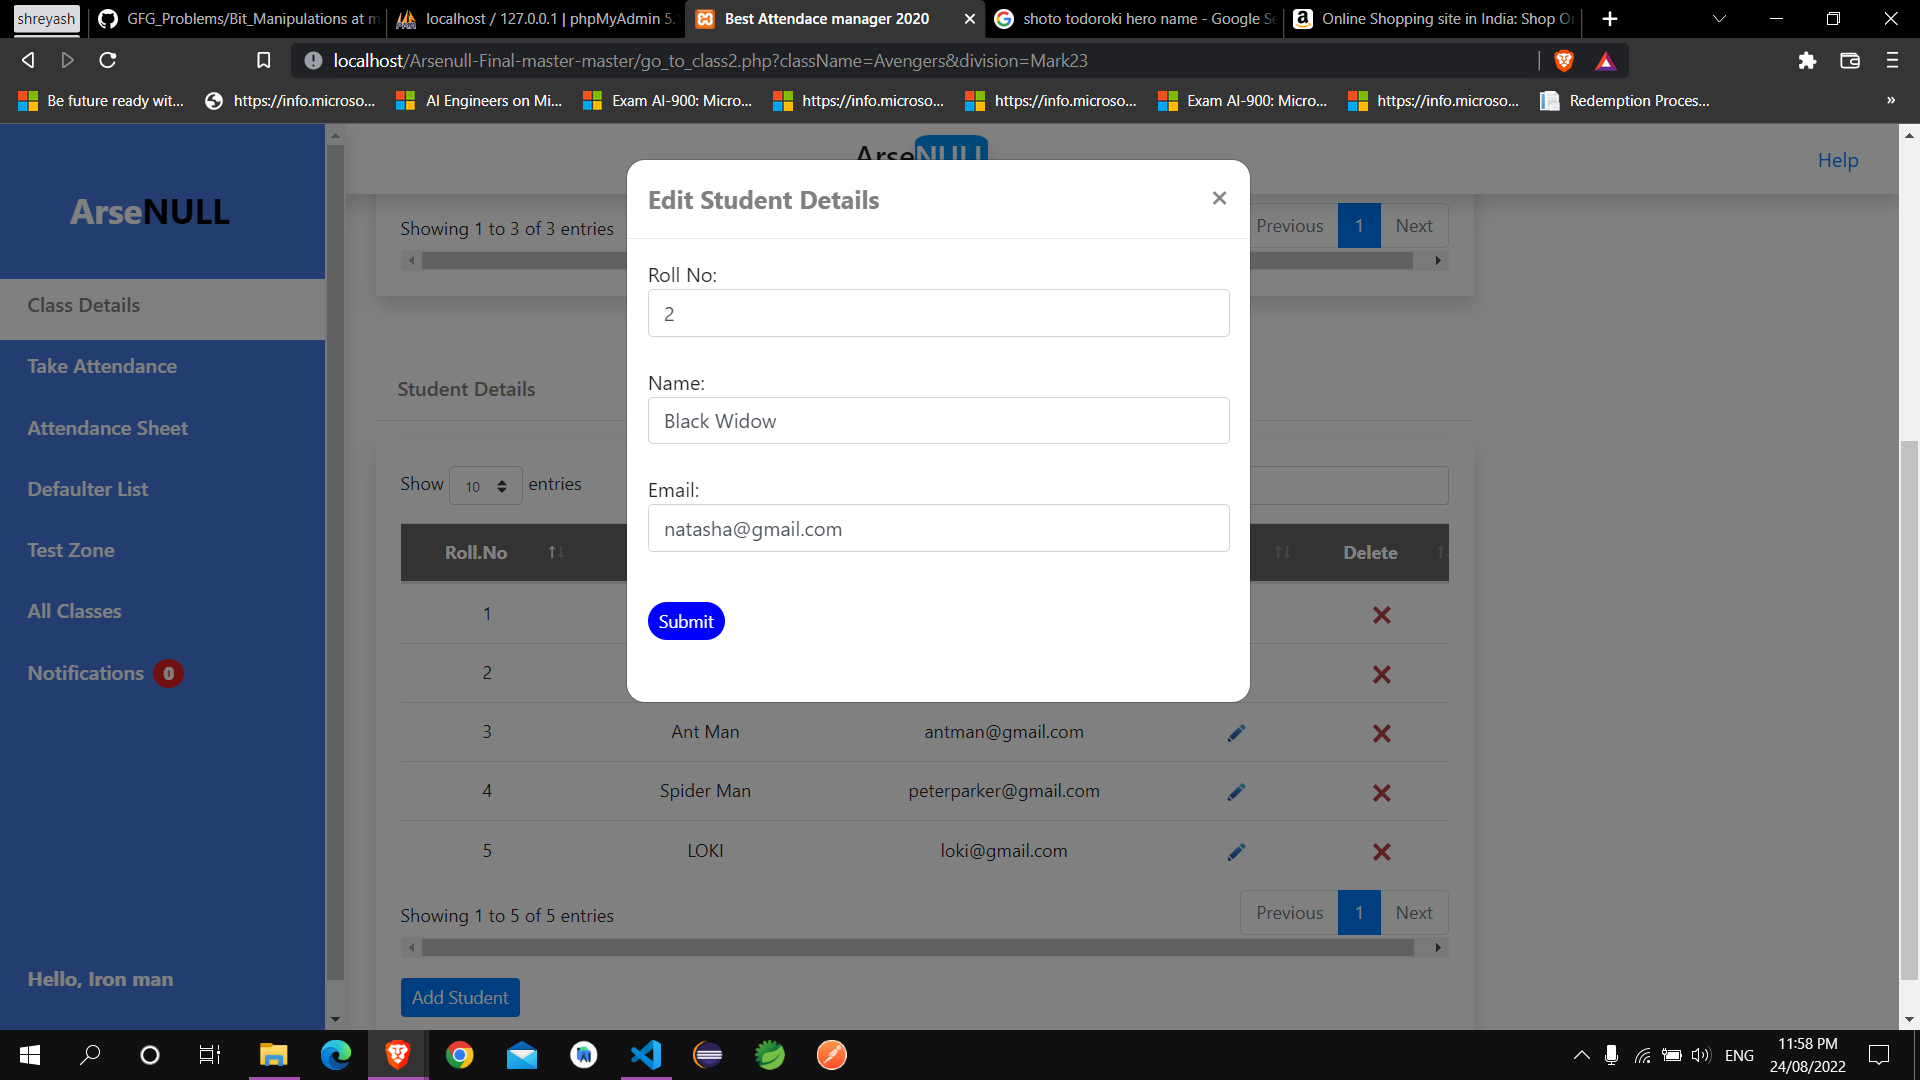 shreyash
GFG_Problems/Bit_Manipulations at m
localhost / 127.0.0.1 | phpMyAdmin 5.
Best Attendace manager 2020
shoto todoroki hero name - Google Se
Online Shopping site in India: Shop On
localhost/Arsenull-Final-master-master/go_to_class2.php?className=Avengers&division=Mark23
Be future ready wit...
https://info.microso...
AI Engineers on Mi...
Exam AI-900: Micro...
https://info.microso...
https://info.microso...
Exam AI-900: Micro...
https://info.microso...
Redemption Proces...
»
ArseNULL
Help
ArseNULL
Class Details
Take Attendance
Attendance Sheet
Defaulter List
Test Zone
All Classes
Notifications 0
Hello, Iron man
Showing 1 to 3 of 3 entries
Previous 1 Next
Student Details
Show 10 entries
Edit Student Details ×
Roll No:
2
Name:
Black Widow
Email:
natasha@gmail.com
Submit
Roll.No Delete
1
2
3 Ant Man antman@gmail.com
4 Spider Man peterparker@gmail.com
5 LOKI loki@gmail.com
Showing 1 to 5 of 5 entries
Previous 1 Next
Add Student
ENG
11:58 PM
24/08/2022